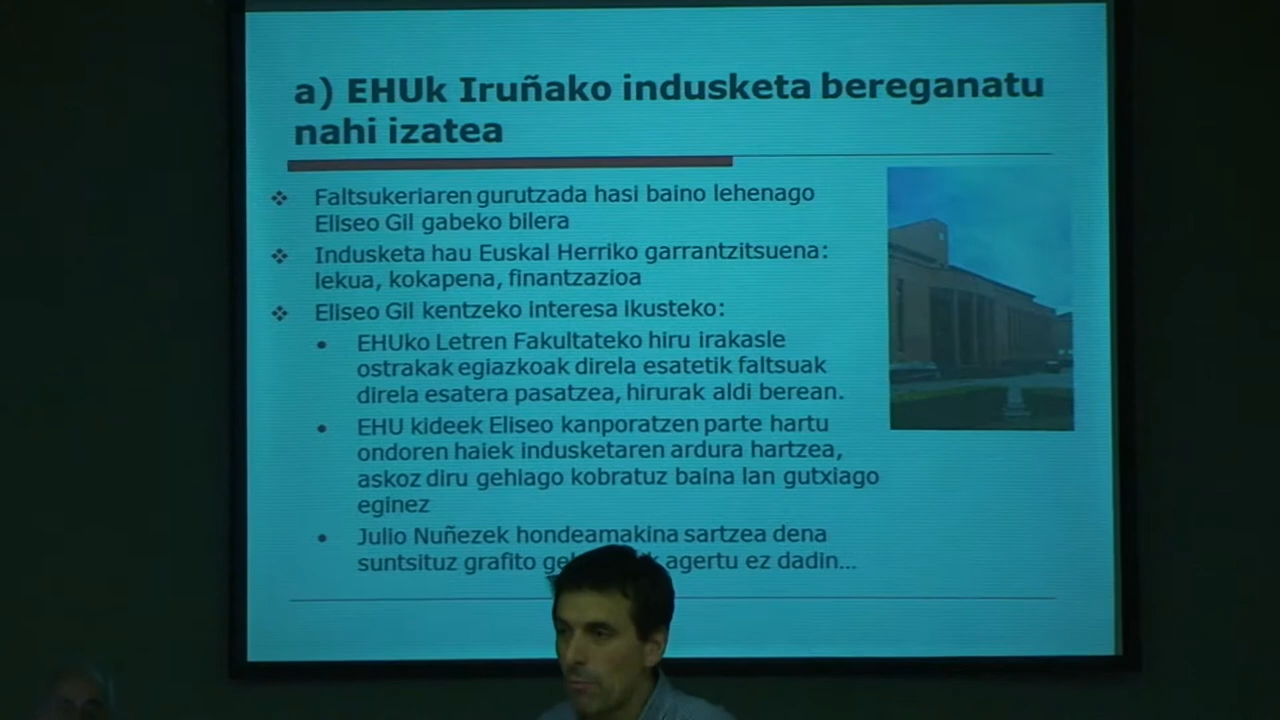 a) EHUk Iruñako indusketa bereganatu
nahi izatea
Faltsukeriaren gurutzada hasi baino lehenago
Eliseo Gil gabeko bilera
Indusketa hau Euskal Herriko garrantzitsuena:
lekua, kokapena, finantzazioa
Eliseo Gil kentzeko interesa ikusteko:
EHUko Letren Fakultateko hiru irakasle
ostrakak egiazkoak direla esatetik faltsuak
direla esatera pasatzea, hirurak aldi berean.
EHU kideek Eliseo kanporatzen parte hartu
ondoren haiek indusketaren ardura hartzea,
askoz diru gehiago kobratuz baina lan gutxiago
eginez
Julio Nuñezek hondeamakina sartzea dena
suntsituz grafito agertu ez dadin...